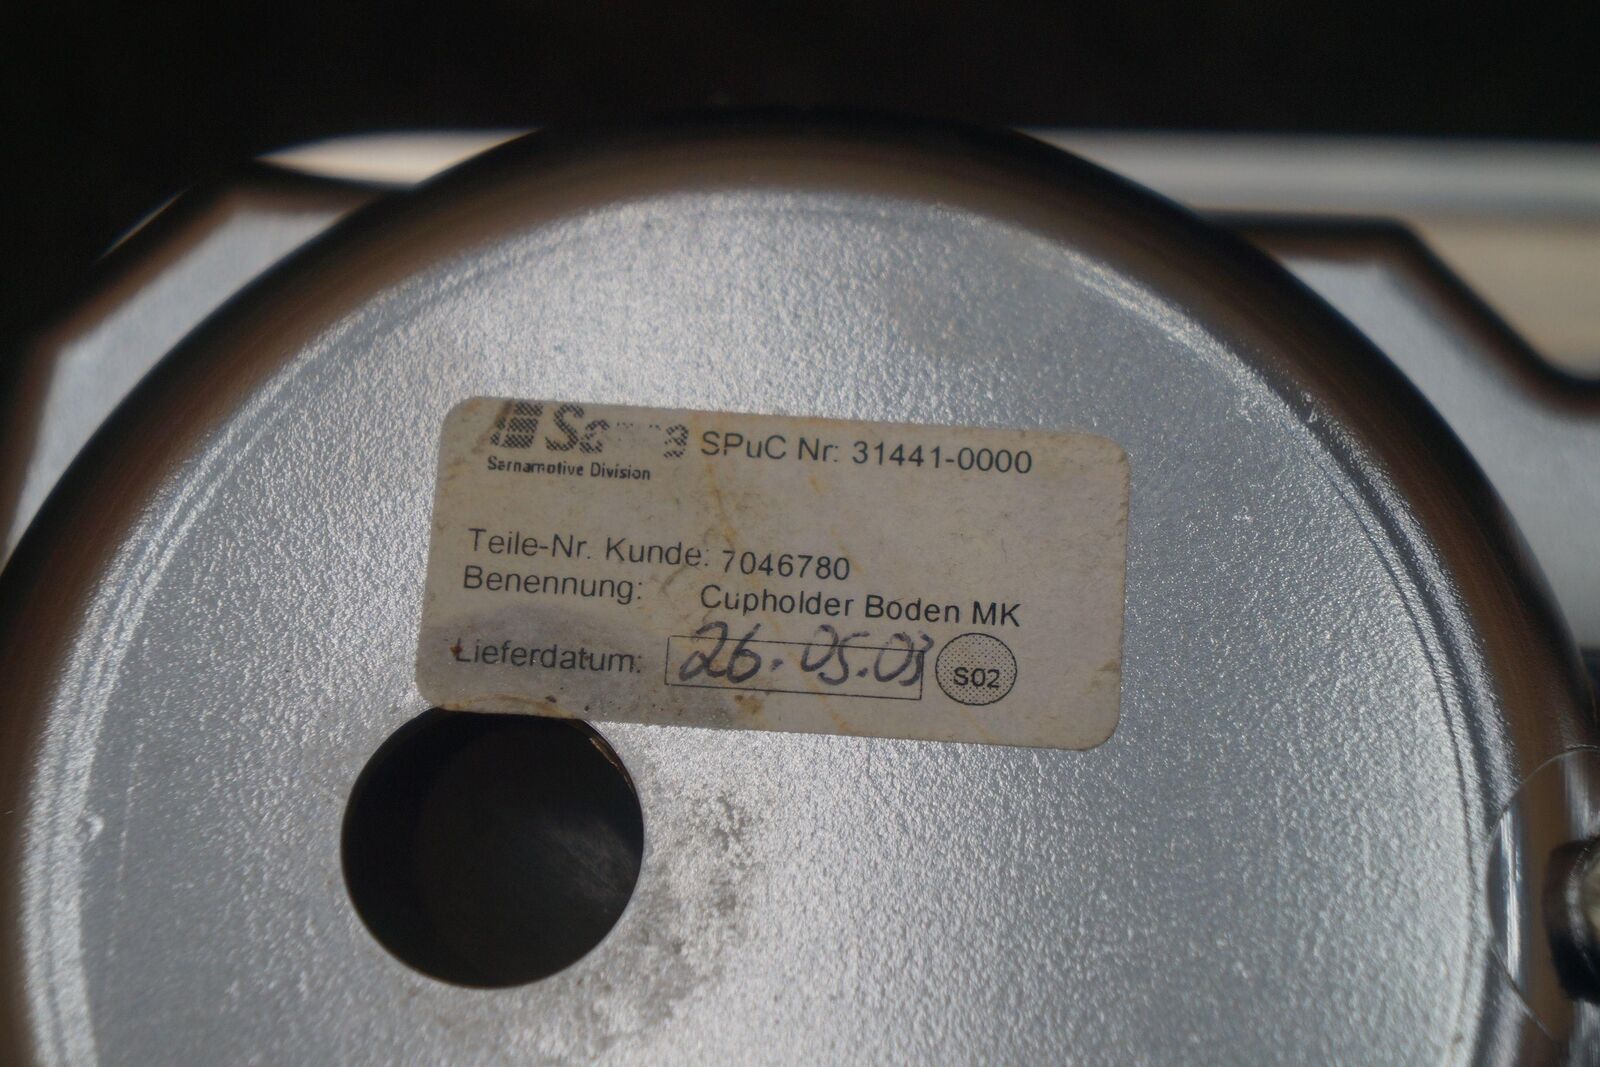 SPuC Nr: 31441-0000
Sarnamotive Division
Teile-Nr. Kunde: 7046780
Benennung: Cupholder Boden MK
Lieferdatum: 26.05.03 S02